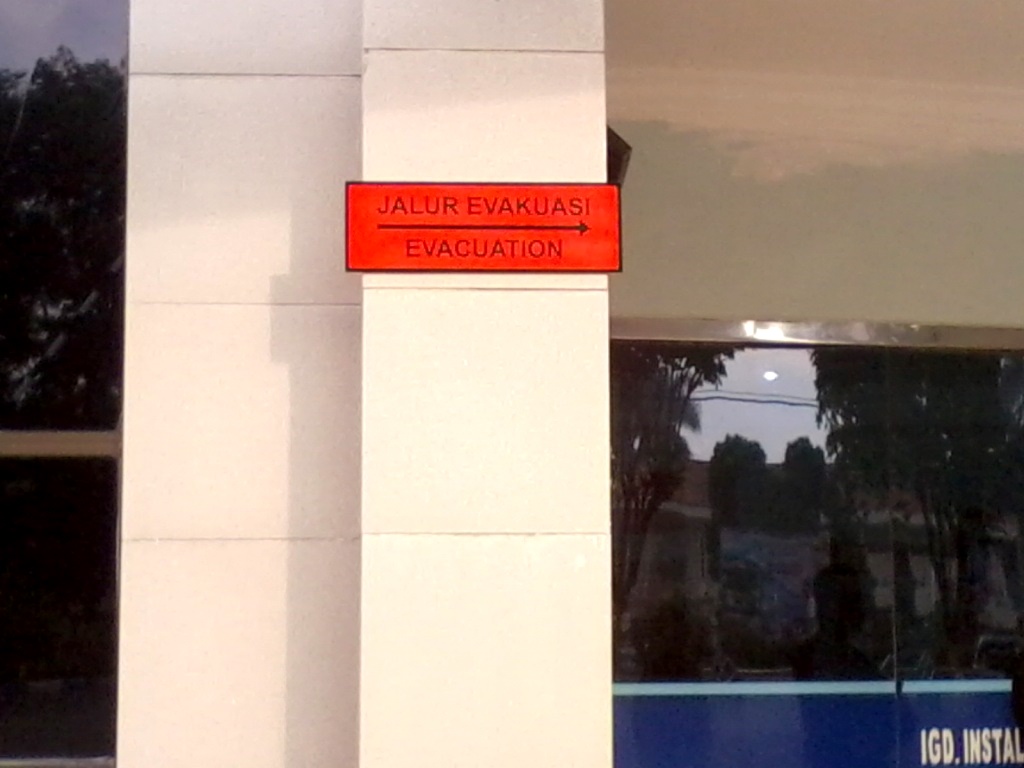 JALUR EVAKUASI
EVACUATION
IGD. INSTAL